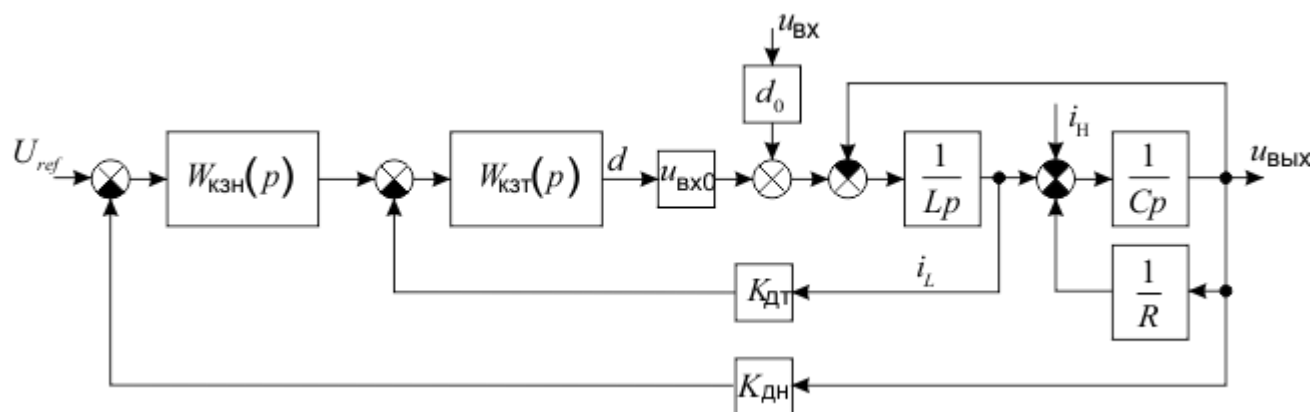 u_вх
d_0
i_Н
U_ref
W_кзн(p)
W_кзт(p)
d
u_вх0
1/Lp
1/Cp
u_вых
K_ДТ
i_L
1/R
K_ДН